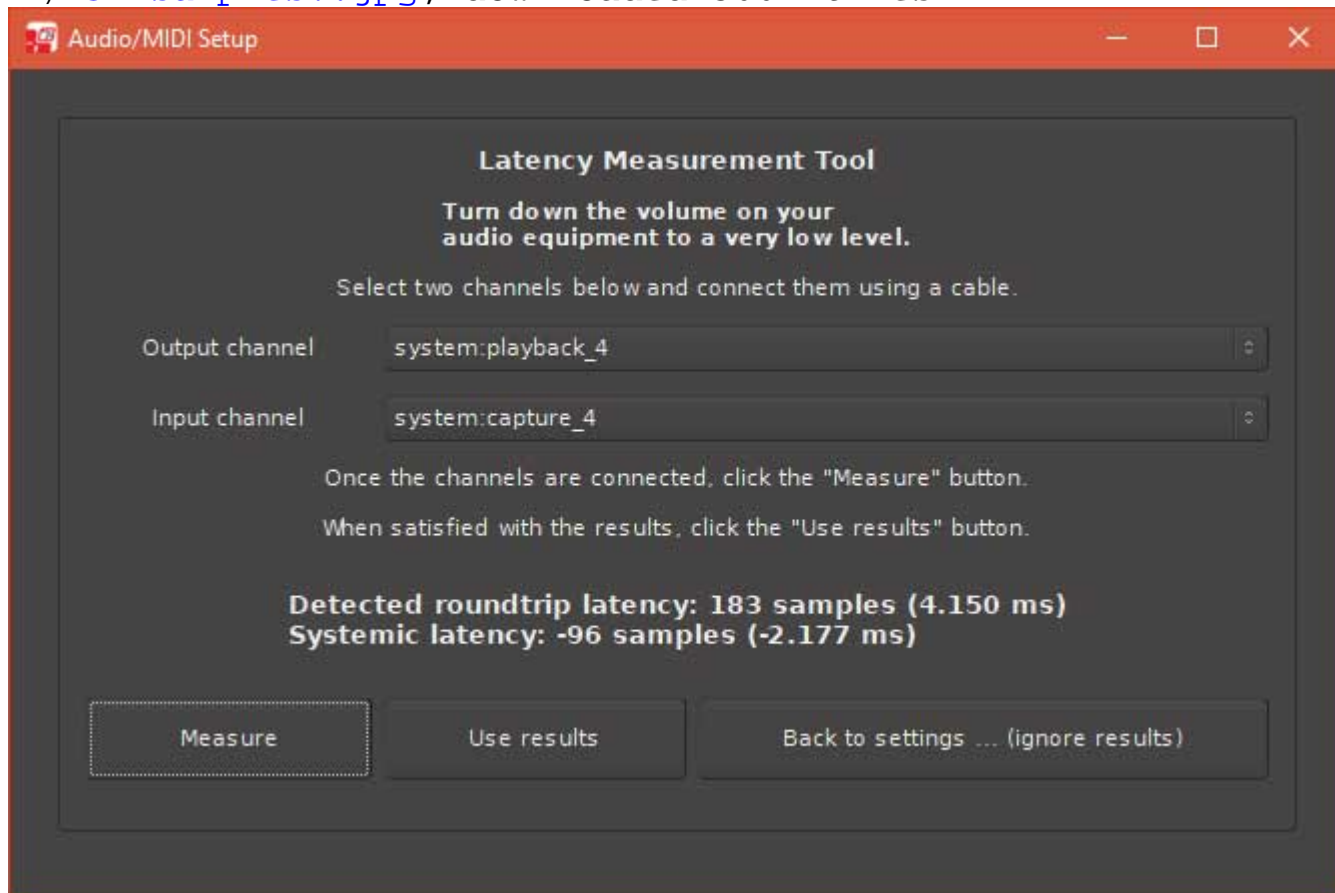 Audio/MIDI Setup
Latency Measurement Tool
Turn down the volume on your
audio equipment to a very low level.
Select two channels below and connect them using a cable.
Output channel system:playback_4
Input channel system:capture_4
Once the channels are connected, click the "Measure" button.
When satisfied with the results, click the "Use results" button.
Detected roundtrip latency: 183 samples (4.150 ms)
Systemic latency: -96 samples (-2.177 ms)
Measure Use results Back to settings ... (ignore results)